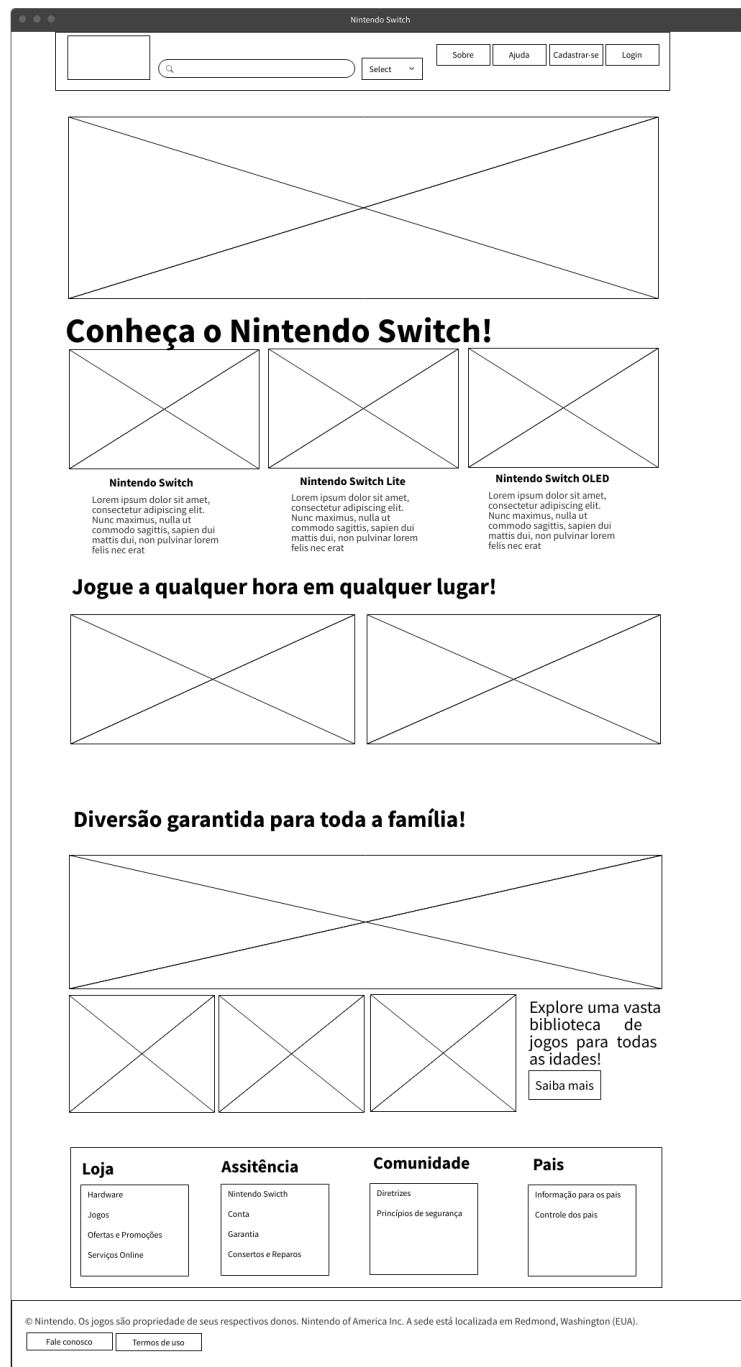 Nintendo Switch
Sobre
Ajuda
Cadastrar-se
Login
Select
Conheça o Nintendo Switch!
Nintendo Switch
Lorem ipsum dolor sit amet,
consectetur adipiscing elit.
Nunc maximus, nulla ut
commodo sagittis, sapien dui
mattis dui, non pulvinar lorem
felis nec erat
Nintendo Switch Lite
Lorem ipsum dolor sit amet,
consectetur adipiscing elit.
Nunc maximus, nulla ut
commodo sagittis, sapien dui
mattis dui, non pulvinar lorem
felis nec erat
Nintendo Switch OLED
Lorem ipsum dolor sit amet,
consectetur adipiscing elit.
Nunc maximus, nulla ut
commodo sagittis, sapien dui
mattis dui, non pulvinar lorem
felis nec erat
Jogue a qualquer hora em qualquer lugar!
Diversão garantida para toda a família!
Explore uma vasta
biblioteca de
jogos para todas
as idades!
Saiba mais
Loja
Hardware
Jogos
Ofertas e Promoções
Serviços Online
Assitência
Nintendo Swicth
Conta
Garantia
Consertos e Reparos
Comunidade
Diretrizes
Princípios de segurança
Pais
Informação para os pais
Controle dos pais
© Nintendo. Os jogos são propriedade de seus respectivos donos. Nintendo of America Inc. A sede está localizada em Redmond, Washington (EUA).
Fale conosco
Termos de uso